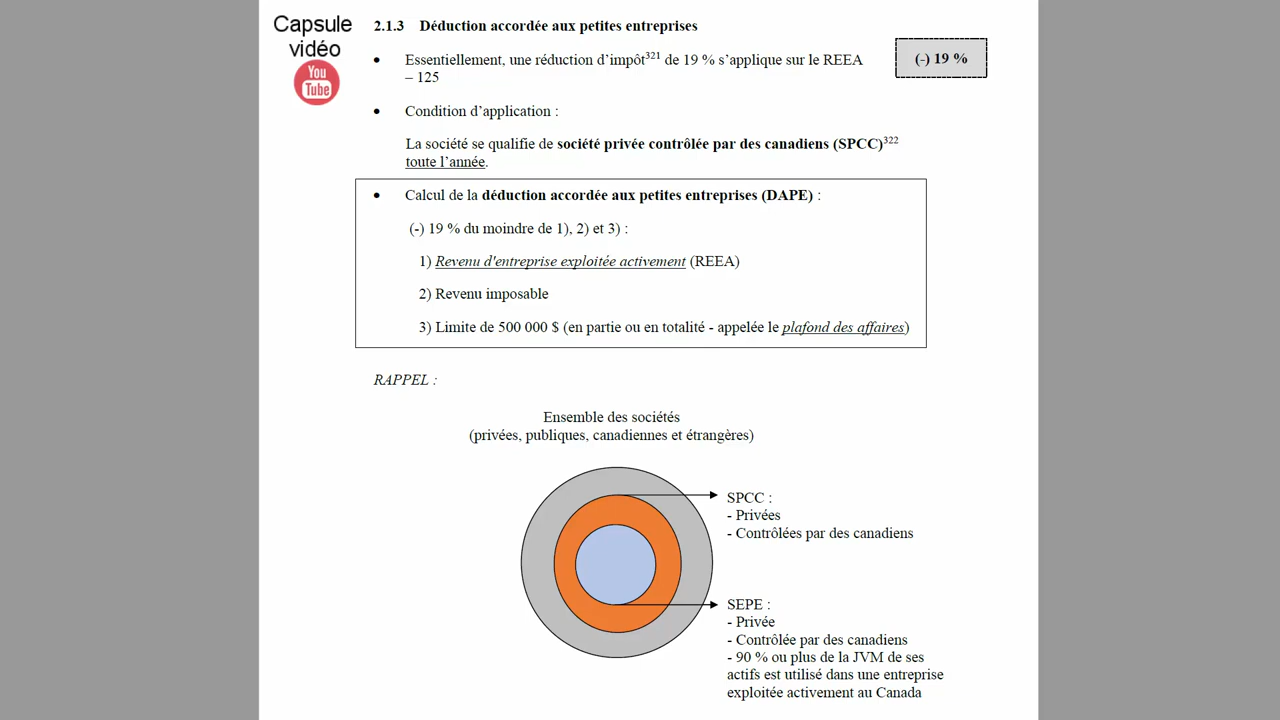 Capsule
vidéo
You
Tube
2.1.3 Déduction accordée aux petites entreprises
• Essentiellement, une réduction d’impôt321 de 19 % s’applique sur le REEA
– 125
(-) 19 %
• Condition d’application :
La société se qualifie de société privée contrôlée par des canadiens (SPCC)322
toute l’année.
• Calcul de la déduction accordée aux petites entreprises (DAPE) :
(-) 19 % du moindre de 1), 2) et 3) :
1) Revenu d'entreprise exploitée activement (REEA)
2) Revenu imposable
3) Limite de 500 000 $ (en partie ou en totalité - appelée le plafond des affaires)
RAPPEL :
Ensemble des sociétés
(privées, publiques, canadiennes et étrangères)
SPCC :
- Privées
- Contrôlées par des canadiens
SEPE :
- Privée
- Contrôlée par des canadiens
- 90 % ou plus de la JVM de ses
actifs est utilisé dans une entreprise
exploitée activement au Canada